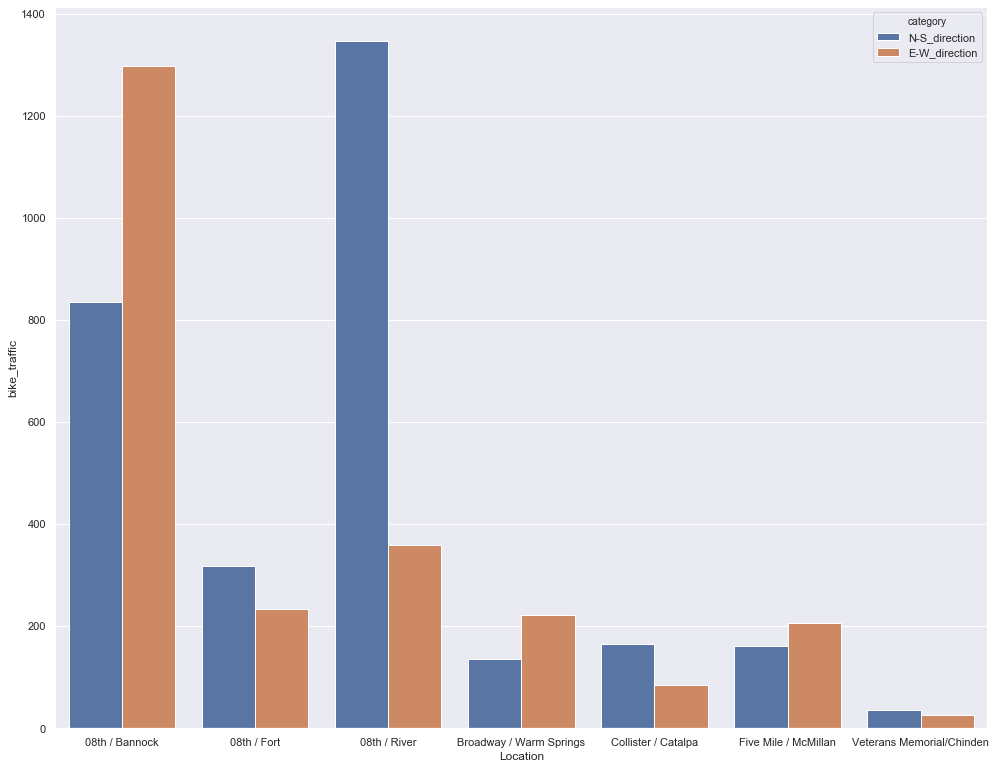 1400
1200
1000
800
600
400
200
0
bike_traffic
category
N-S_direction
E-W_direction
08th / Bannock
08th / Fort
08th / River
Broadway / Warm Springs
Collister / Catalpa
Five Mile / McMillan
Veterans Memorial/Chinden
Location